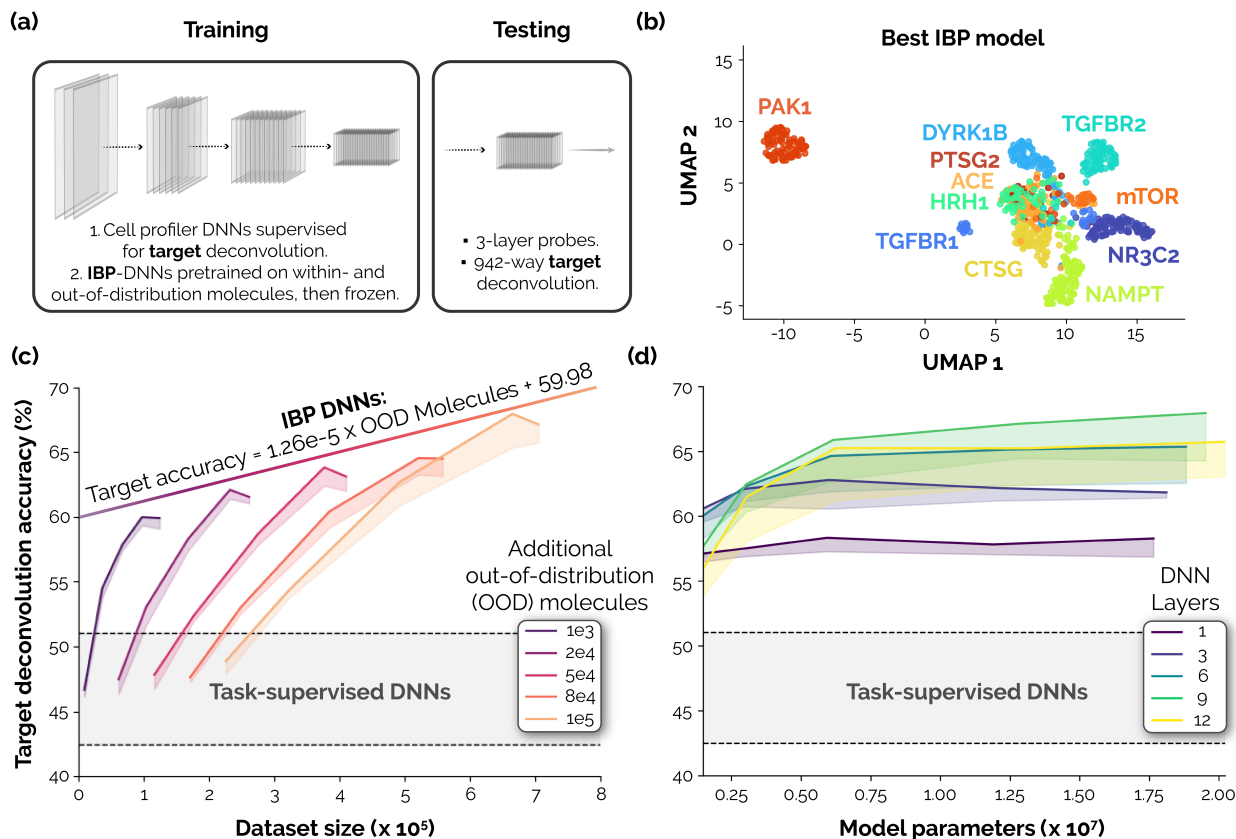 (a)
Training
Testing
1. Cell profiler DNNs supervised
for target deconvolution.
2. IBP-DNNs pretrained on within- and
out-of-distribution molecules, then frozen.
▪ 3-layer probes.
▪ 942-way target
deconvolution.
(b)
Best IBP model
UMAP 2
15
10
5
0
-5
PAK1
DYRK1B
TGFBR2
PTSG2
ACE
HRH1
mTOR
TGFBR1
NR3C2
CTSG
NAMPT
-10
-5
0
5
10
15
UMAP 1
(c)
Target deconvolution accuracy (%)
70
65
60
55
50
45
40
IBP DNNs:
Target accuracy = 1.26e-5 x OOD Molecules + 59.98
Additional
out-of-distribution
(OOD) molecules
1e3
2e4
5e4
8e4
1e5
Task-supervised DNNs
0
1
2
3
4
5
6
7
8
Dataset size (x 10⁵)
(d)
70
65
60
55
50
45
40
DNN
Layers
1
3
6
9
12
Task-supervised DNNs
0.25
0.50
0.75
1.00
1.25
1.50
1.75
2.00
Model parameters (x 10⁷)